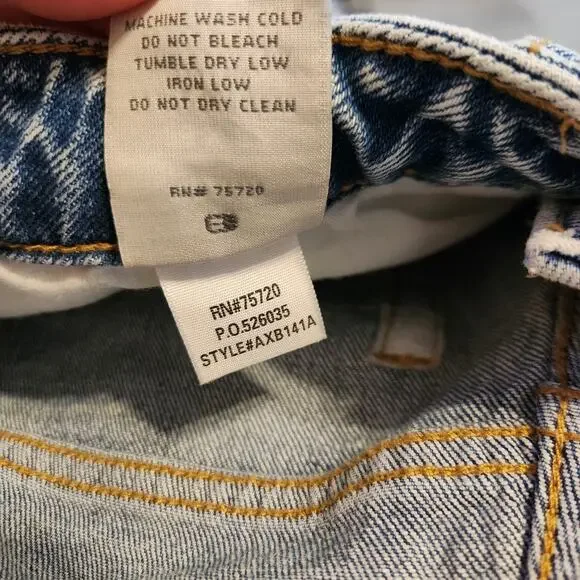 MACHINE WASH COLD
DO NOT BLEACH
TUMBLE DRY LOW
IRON LOW
DO NOT DRY CLEAN
RN# 75720
RN#75720
P.O.526035
STYLE#AXB141A